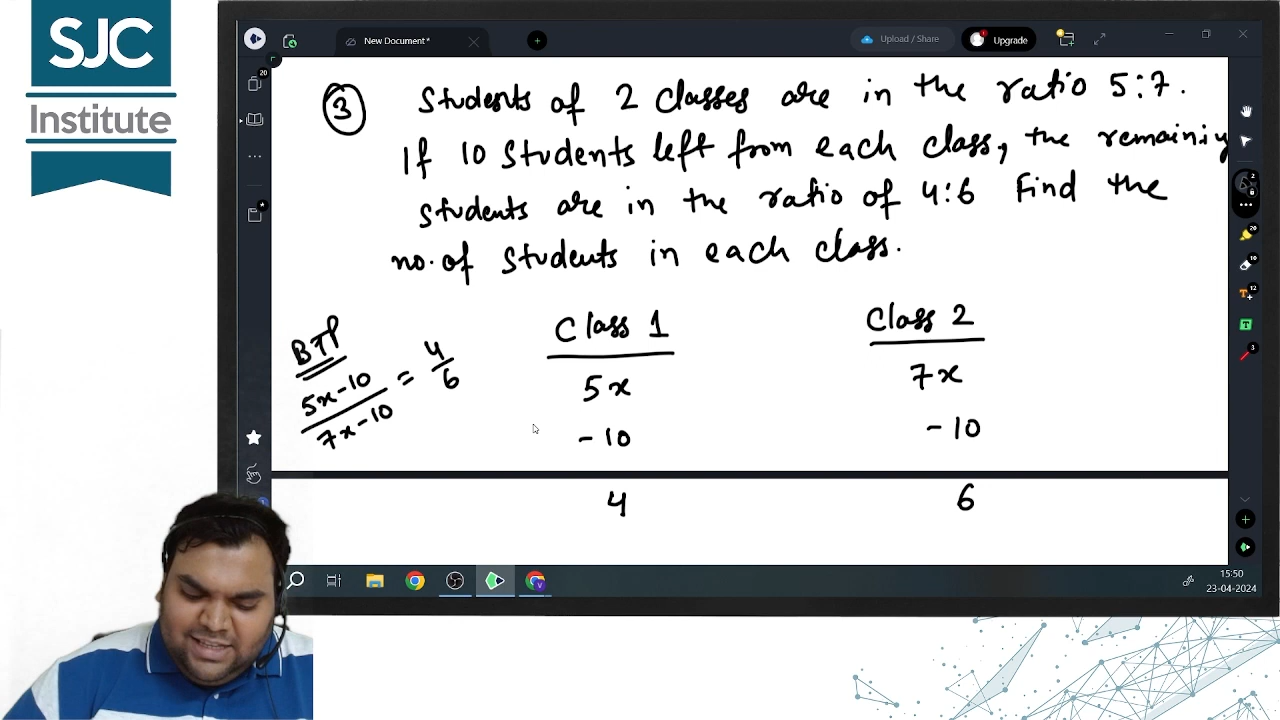 SJC
Institute
New Document*
Upload / Share
Upgrade
③ Students of 2 classes are in the ratio 5:7.
If 10 students left from each class, the remaining
students are in the ratio of 4:6 Find the
no. of students in each class.
BTP
5x-10 / 7x-10 = 4/6
Class 1
5x
-10
4
Class 2
7x
-10
6
15:50
23-04-2024